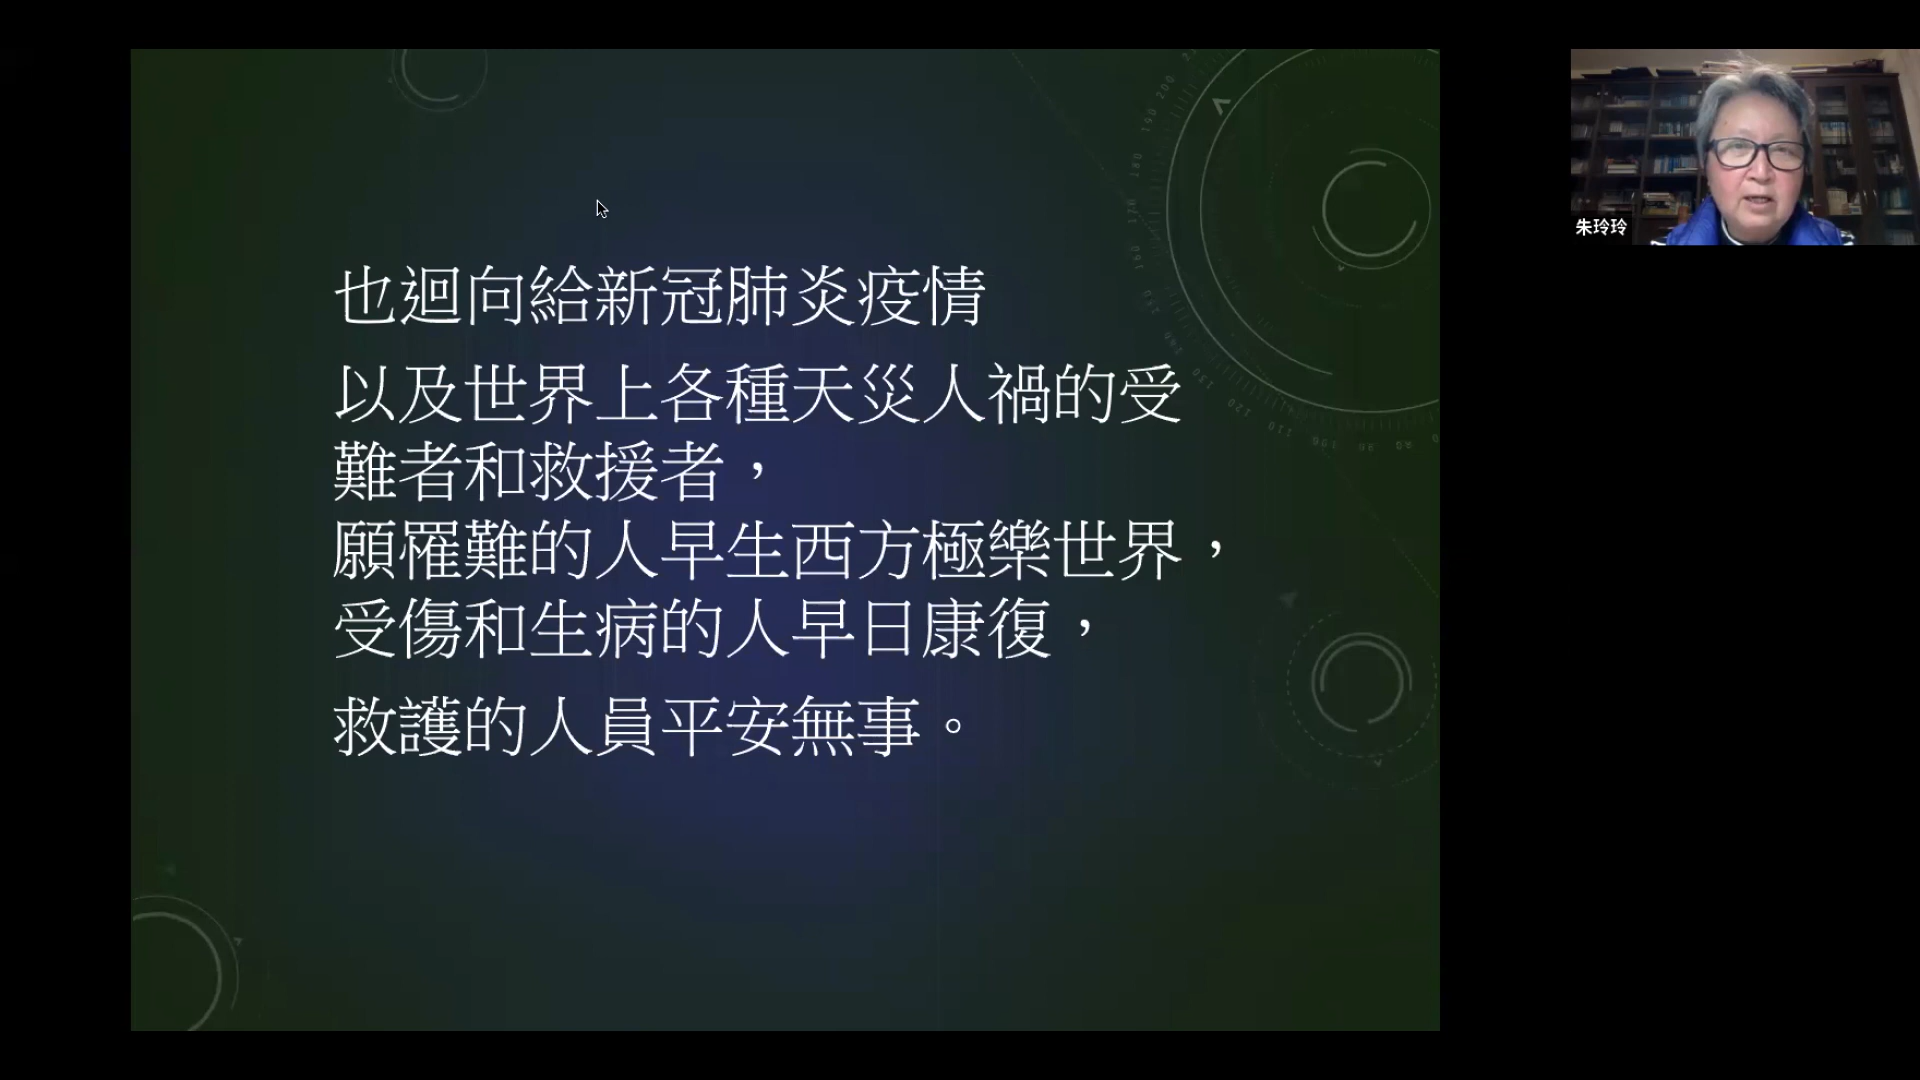 也迴向給新冠肺炎疫情
以及世界上各種天災人禍的受
難者和救援者，
願罹難的人早生西方極樂世界，
受傷和生病的人早日康復，
救護的人員平安無事。
朱玲玲